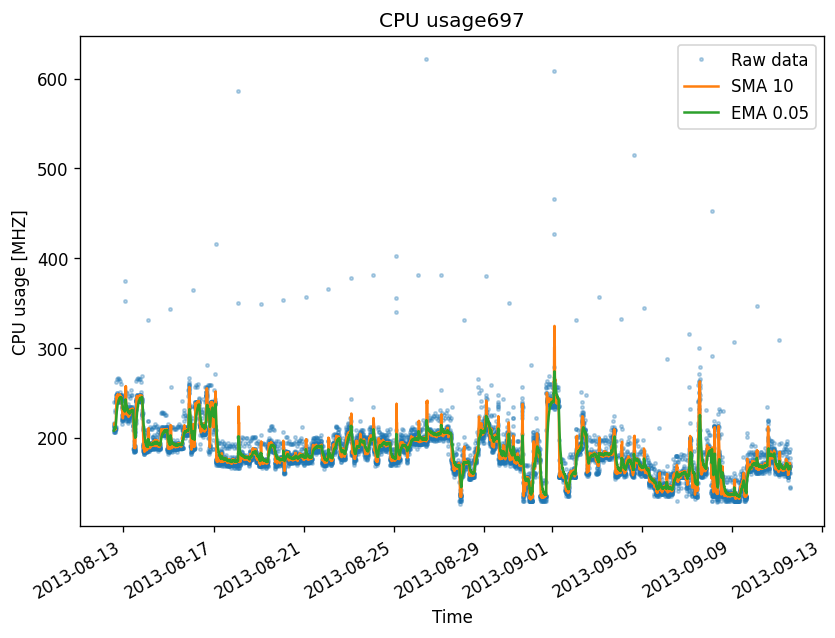 CPU usage697
Raw data
SMA 10
EMA 0.05
600
500
400
300
200
CPU usage [MHZ]
2013-08-13
2013-08-17
2013-08-21
2013-08-25
2013-08-29
2013-09-01
2013-09-05
2013-09-09
2013-09-13
Time